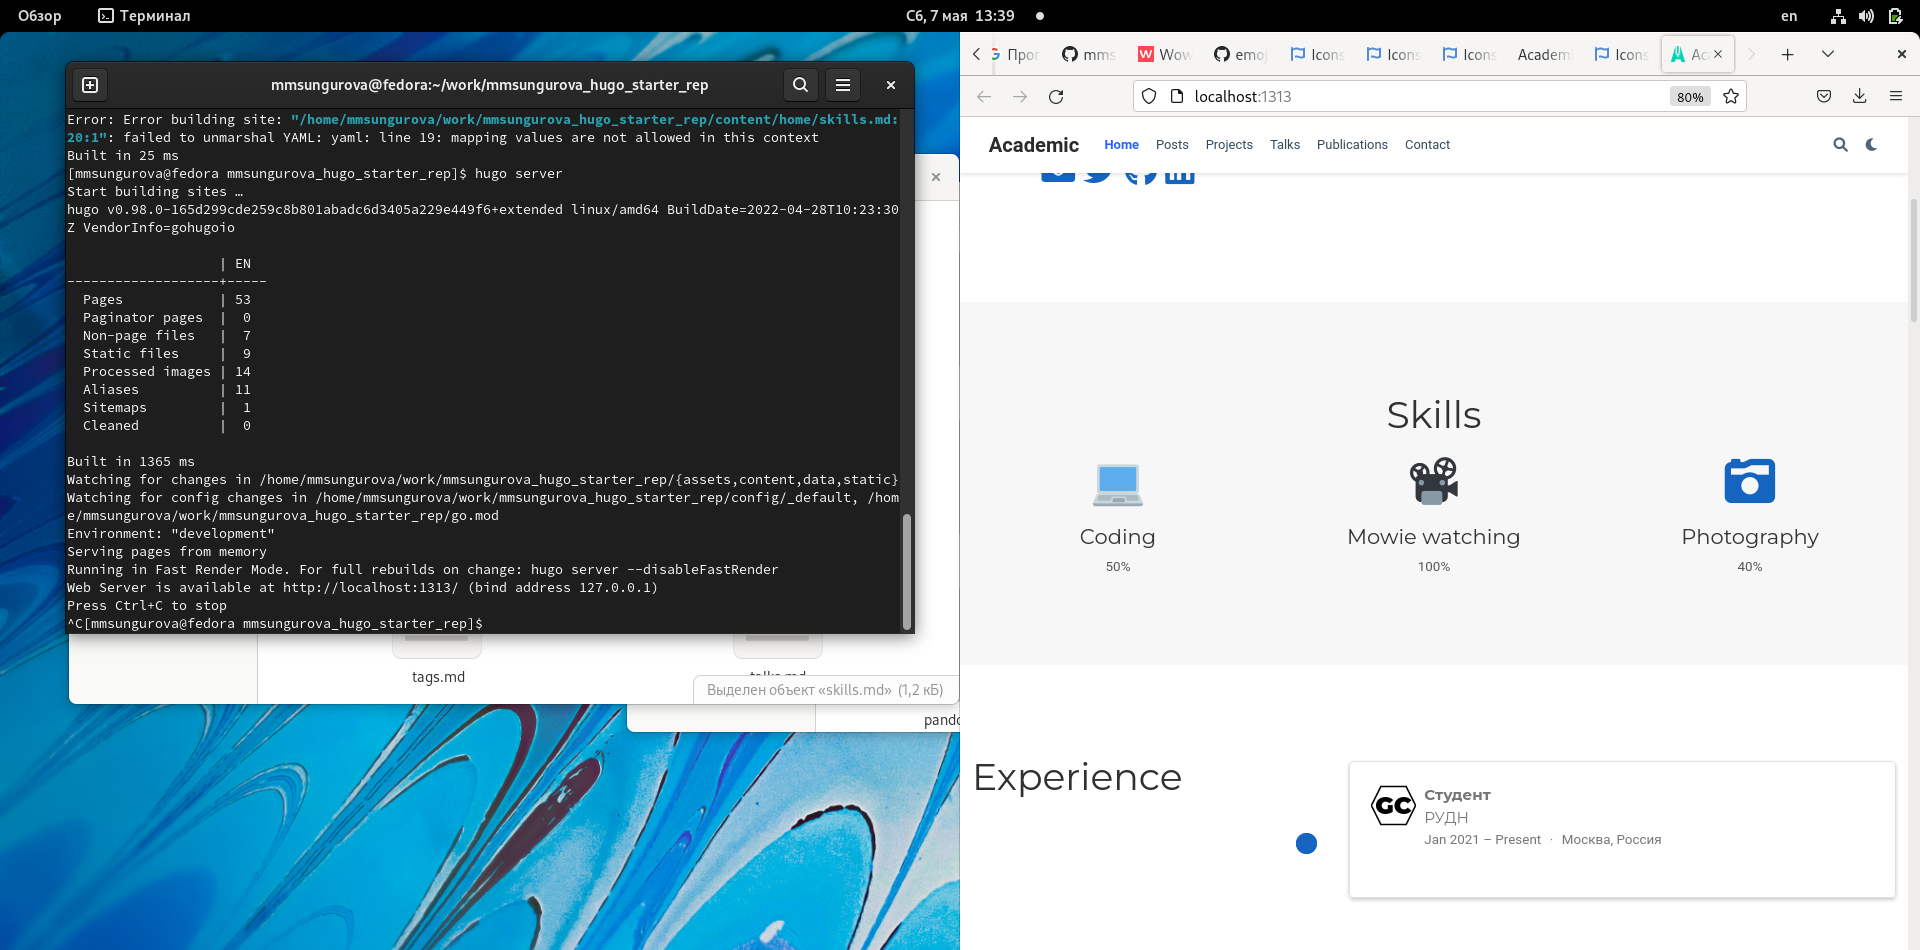 Обзор
Терминал
Сб, 7 мая 13:39
en
mmsungurova@fedora:~/work/mmsungurova_hugo_starter_rep
Error: Error building site: "/home/mmsungurova/work/mmsungurova_hugo_starter_rep/content/home/skills.md:
20:1": failed to unmarshal YAML: yaml: line 19: mapping values are not allowed in this context
Built in 25 ms
[mmsungurova@fedora mmsungurova_hugo_starter_rep]$ hugo server
Start building sites …
hugo v0.98.0-165d299cde259c8b801abadc6d3405a229e449f6+extended linux/amd64 BuildDate=2022-04-28T10:23:30
Z VendorInfo=gohugoio
| EN
-------------------+-----
Pages | 53
Paginator pages | 0
Non-page files | 7
Static files | 9
Processed images | 14
Aliases | 11
Sitemaps | 1
Cleaned | 0
Built in 1365 ms
Watching for changes in /home/mmsungurova/work/mmsungurova_hugo_starter_rep/{assets,content,data,static}
Watching for config changes in /home/mmsungurova/work/mmsungurova_hugo_starter_rep/config/_default, /hom
e/mmsungurova/work/mmsungurova_hugo_starter_rep/go.mod
Environment: "development"
Serving pages from memory
Running in Fast Render Mode. For full rebuilds on change: hugo server --disableFastRender
Web Server is available at http://localhost:1313/ (bind address 127.0.0.1)
Press Ctrl+C to stop
^C[mmsungurova@fedora mmsungurova_hugo_starter_rep]$
tags.md
Выделен объект «skills.md» (1,2 кБ)
pando
mms
Wow
emoj
Icons
Icons
Icons
Academ
Icons
localhost:1313
80%
Academic
Home
Posts
Projects
Talks
Publications
Contact
Skills
Coding
50%
Mowie watching
100%
Photography
40%
Experience
GC
Студент
РУДН
Jan 2021 – Present · Москва, Россия